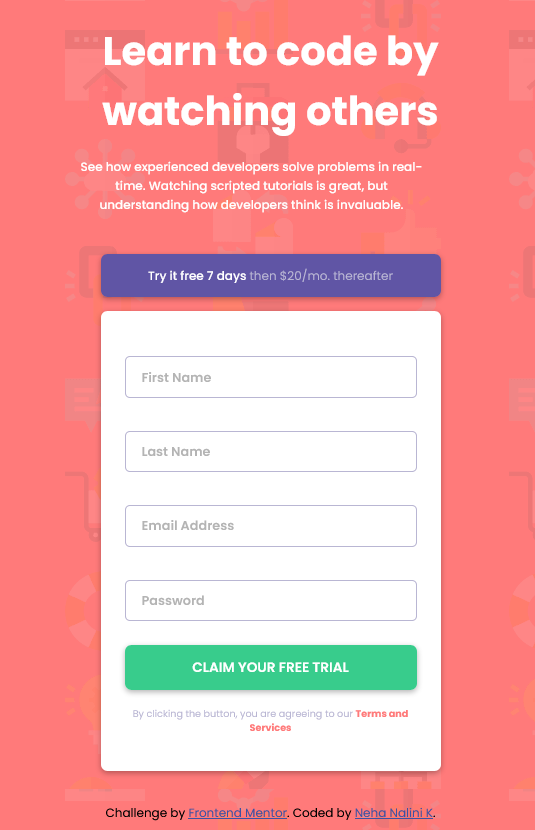 Learn to code by
watching others
See how experienced developers solve problems in real-
time. Watching scripted tutorials is great, but
understanding how developers think is invaluable.
Try it free 7 days then $20/mo. thereafter
First Name
Last Name
Email Address
Password
CLAIM YOUR FREE TRIAL
By clicking the button, you are agreeing to our Terms and
Services
Challenge by Frontend Mentor. Coded by Neha Nalini K.